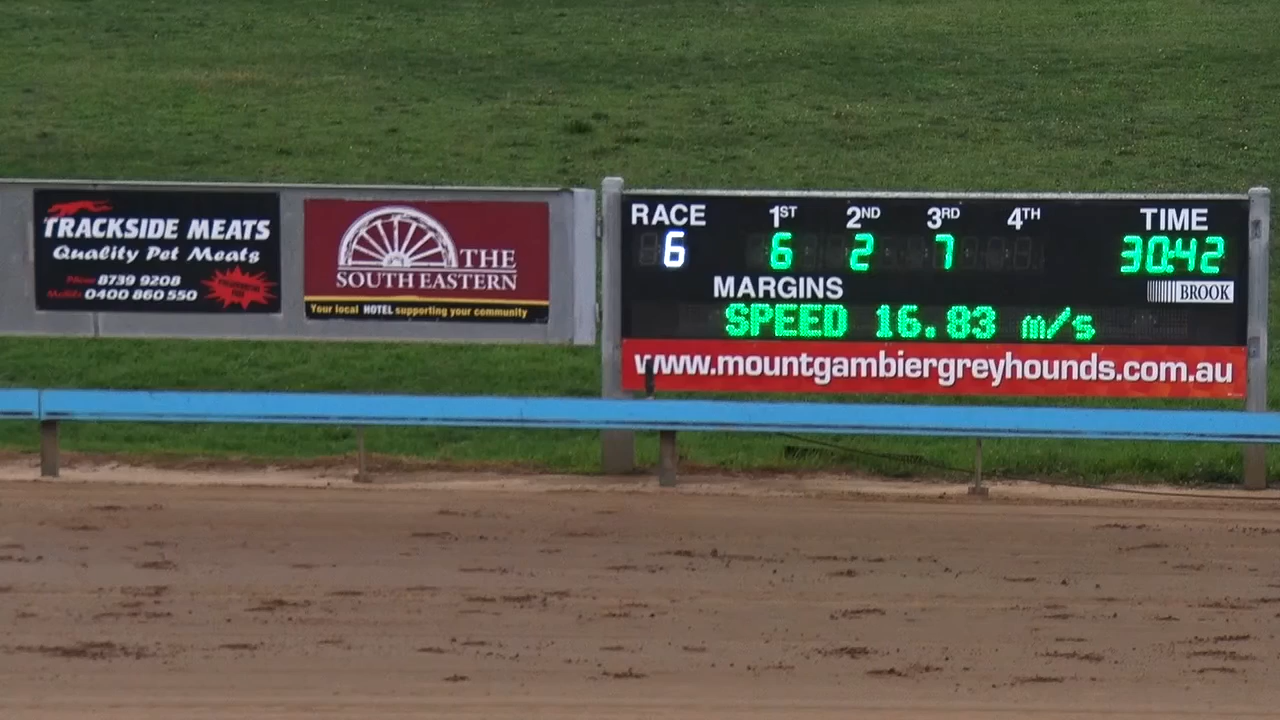 TRACKSIDE MEATS
Quality Pet Meats
Phone 8739 9208
Mobile 0400 860 550
THE
SOUTH EASTERN
Your local HOTEL supporting your community
RACE 1ST 2ND 3RD 4TH TIME
6 6 2 7 30:42
MARGINS
BROOK
SPEED 16.83 m/s
www.mountgambiergreyhounds.com.au